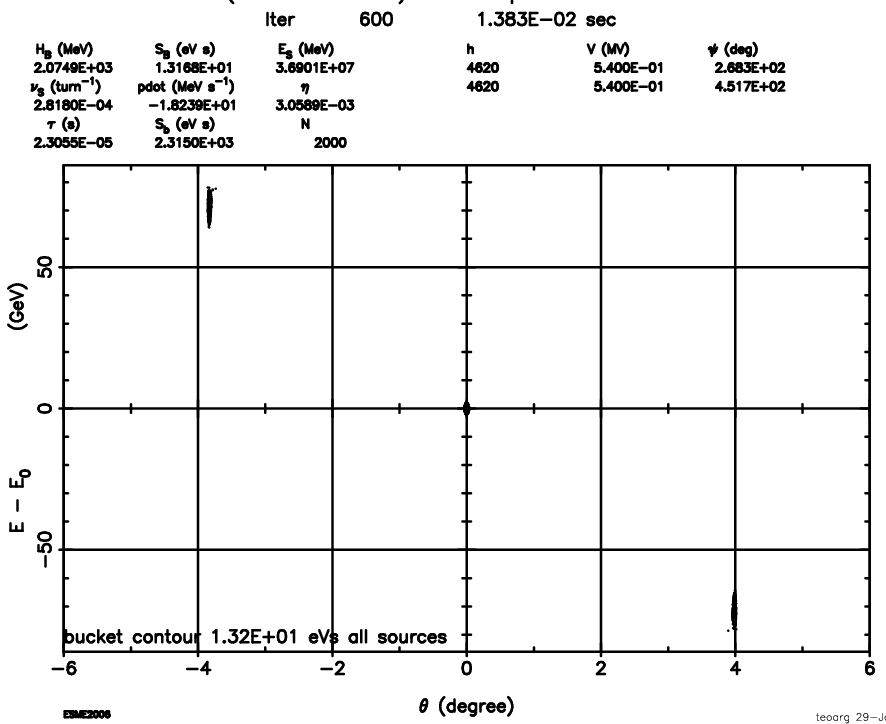 Iter 600 1.383E−02 sec
H_B (MeV) S_B (eV s) E_S (MeV) h V (MV) ψ (deg)
2.0749E+03 1.3168E+01 3.6901E+07 4620 5.400E−01 2.683E+02
ν_S (turn⁻¹) pdot (MeV s⁻¹) η 4620 5.400E−01 4.517E+02
2.8180E−04 −1.8239E+01 3.0589E−03
τ (s) S_b (eV s) N
2.3055E−05 2.3150E+03 2000
50
0
−50
E − E_0 (GeV)
bucket contour 1.32E+01 eVs all sources
−6 −4 −2 0 2 4 6
θ (degree)
ESME2006
teoarg 29−J